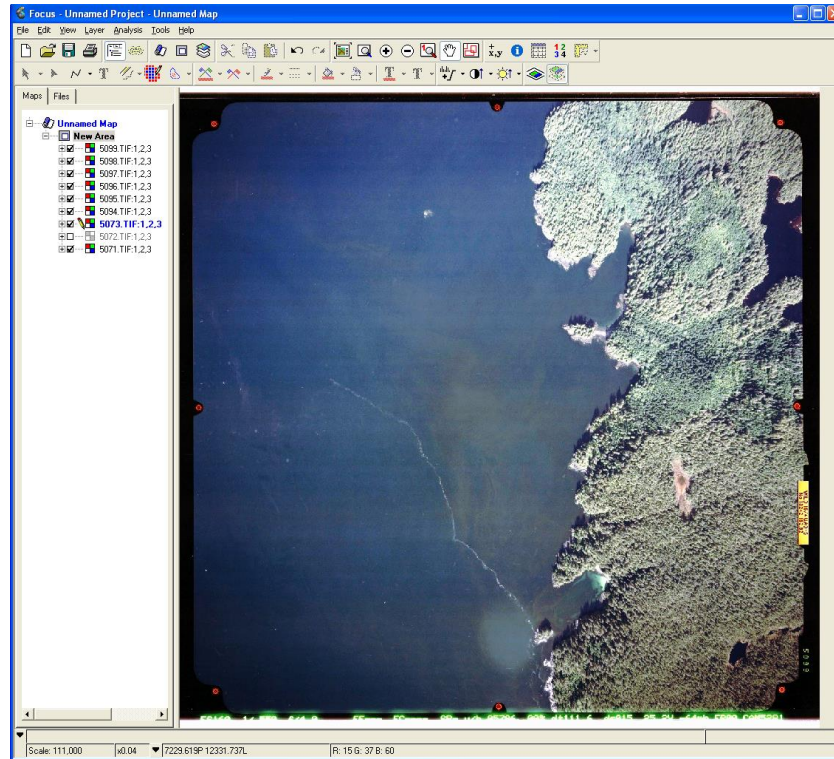 Focus - Unnamed Project - Unnamed Map
File Edit View Layer Analysis Tools Help
Maps Files
Unnamed Map
New Area
5099.TIF:1,2,3
5098.TIF:1,2,3
5097.TIF:1,2,3
5096.TIF:1,2,3
5095.TIF:1,2,3
5094.TIF:1,2,3
5073.TIF:1,2,3
5072.TIF:1,2,3
5071.TIF:1,2,3
5099
Scale: 111,000 x0.04 7229.619P 12331.737L R: 15 G: 37 B: 60